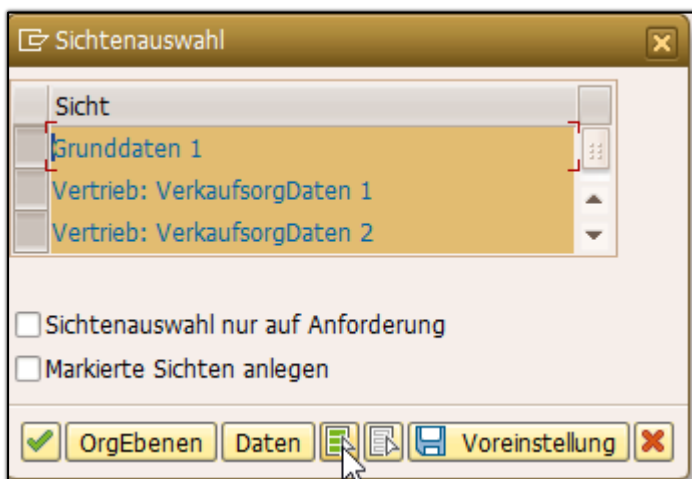 Sichtenauswahl
Sicht
Grunddaten 1
Vertrieb: VerkaufsorgDaten 1
Vertrieb: VerkaufsorgDaten 2
Sichtenauswahl nur auf Anforderung
Markierte Sichten anlegen
OrgEbenen Daten Voreinstellung